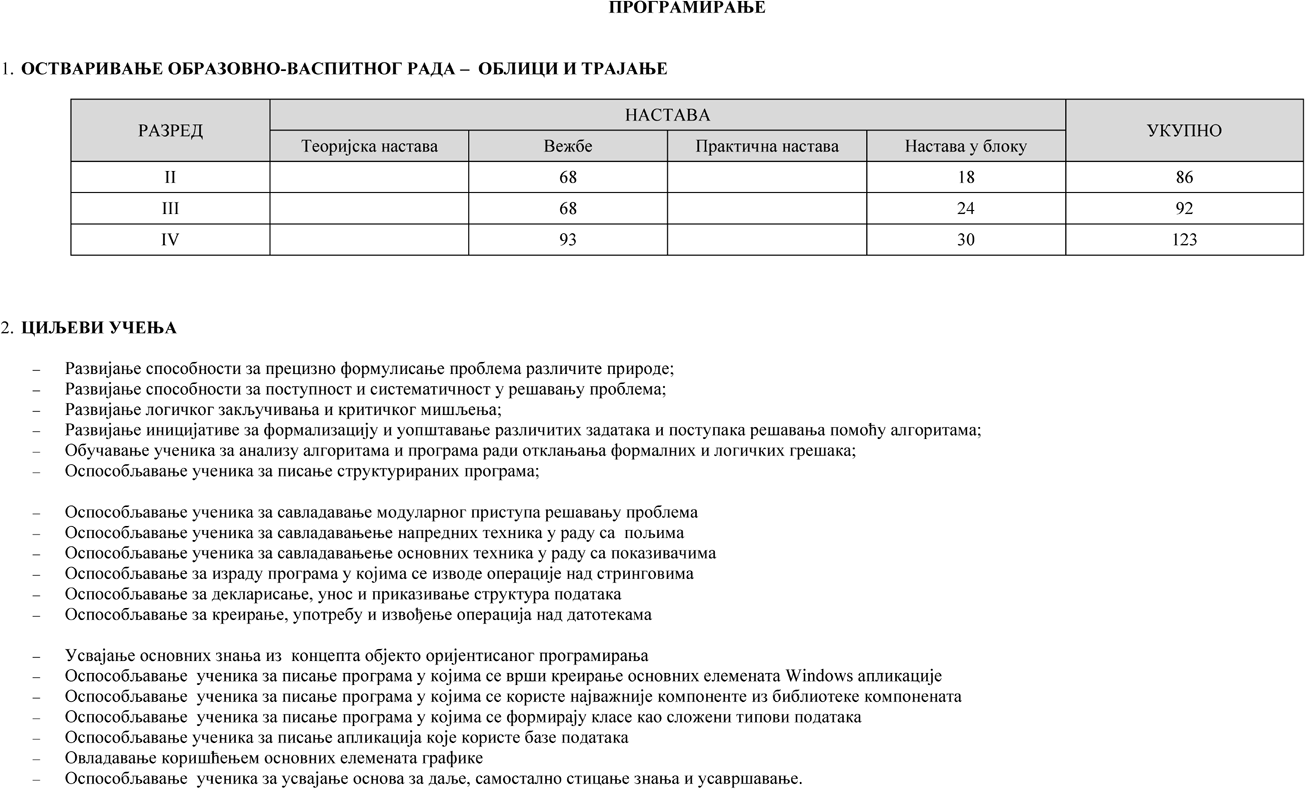 ПРОГРАМИРАЊЕ
1. ОСТВАРИВАЊЕ ОБРАЗОВНО-ВАСПИТНОГ РАДА – ОБЛИЦИ И ТРАЈАЊЕ
РАЗРЕД НАСТАВА УКУПНО
Теоријска настава Вежбе Практична настава Настава у блоку
II 68 18 86
III 68 24 92
IV 93 30 123
2. ЦИЉЕВИ УЧЕЊА
– Развијање способности за прецизно формулисање проблема различите природе;
– Развијање способности за поступност и систематичност у решавању проблема;
– Развијање логичког закључивања и критичког мишљења;
– Развијање иницијативе за формализацију и уопштавање различитих задатака и поступака решавања помоћу алгоритама;
– Обучавање ученика за анализу алгоритама и програма ради отклањања формалних и логичких грешака;
– Оспособљавање ученика за писање структурираних програма;
– Оспособљавање ученика за савладавање модуларног приступа решавању проблема
– Оспособљавање ученика за савладавањење напредних техника у раду са пољима
– Оспособљавање ученика за савладавањење основних техника у раду са показивачима
– Оспособљавање за израду програма у којима се изводе операције над стринговима
– Оспособљавање за декларисање, унос и приказивање структура података
– Оспособљавање за креирање, употребу и извођење операција над датотекама
– Усвајање основних знања из концепта објекто оријентисаног програмирања
– Оспособљавање ученика за писање програма у којима се врши креирање основних елемената Windows апликације
– Оспособљавање ученика за писање програма у којима се користе најважније компоненте из библиотеке компонената
– Оспособљавање ученика за писање програма у којима се формирају класе као сложени типови података
– Оспособљавање ученика за писање апликација које користе базе података
– Овладавање коришћењем основних елемената графике
– Оспособљавање ученика за усвајање основа за даље, самостално стицање знања и усавршавање.